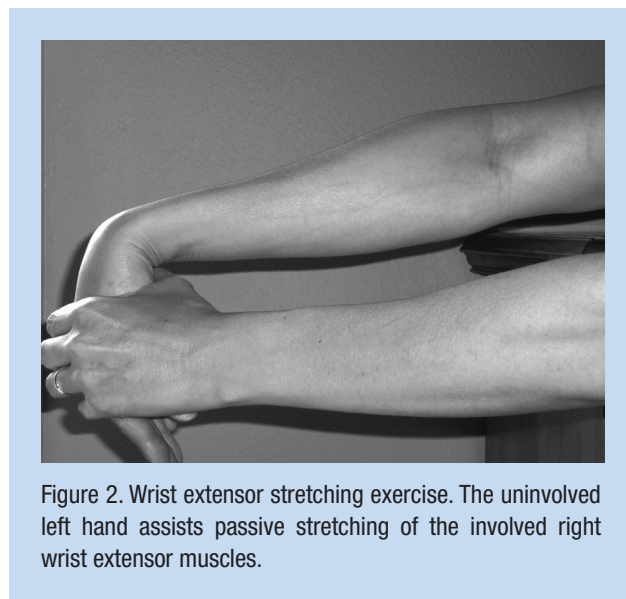 Figure 2. Wrist extensor stretching exercise. The uninvolved
left hand assists passive stretching of the involved right
wrist extensor muscles.